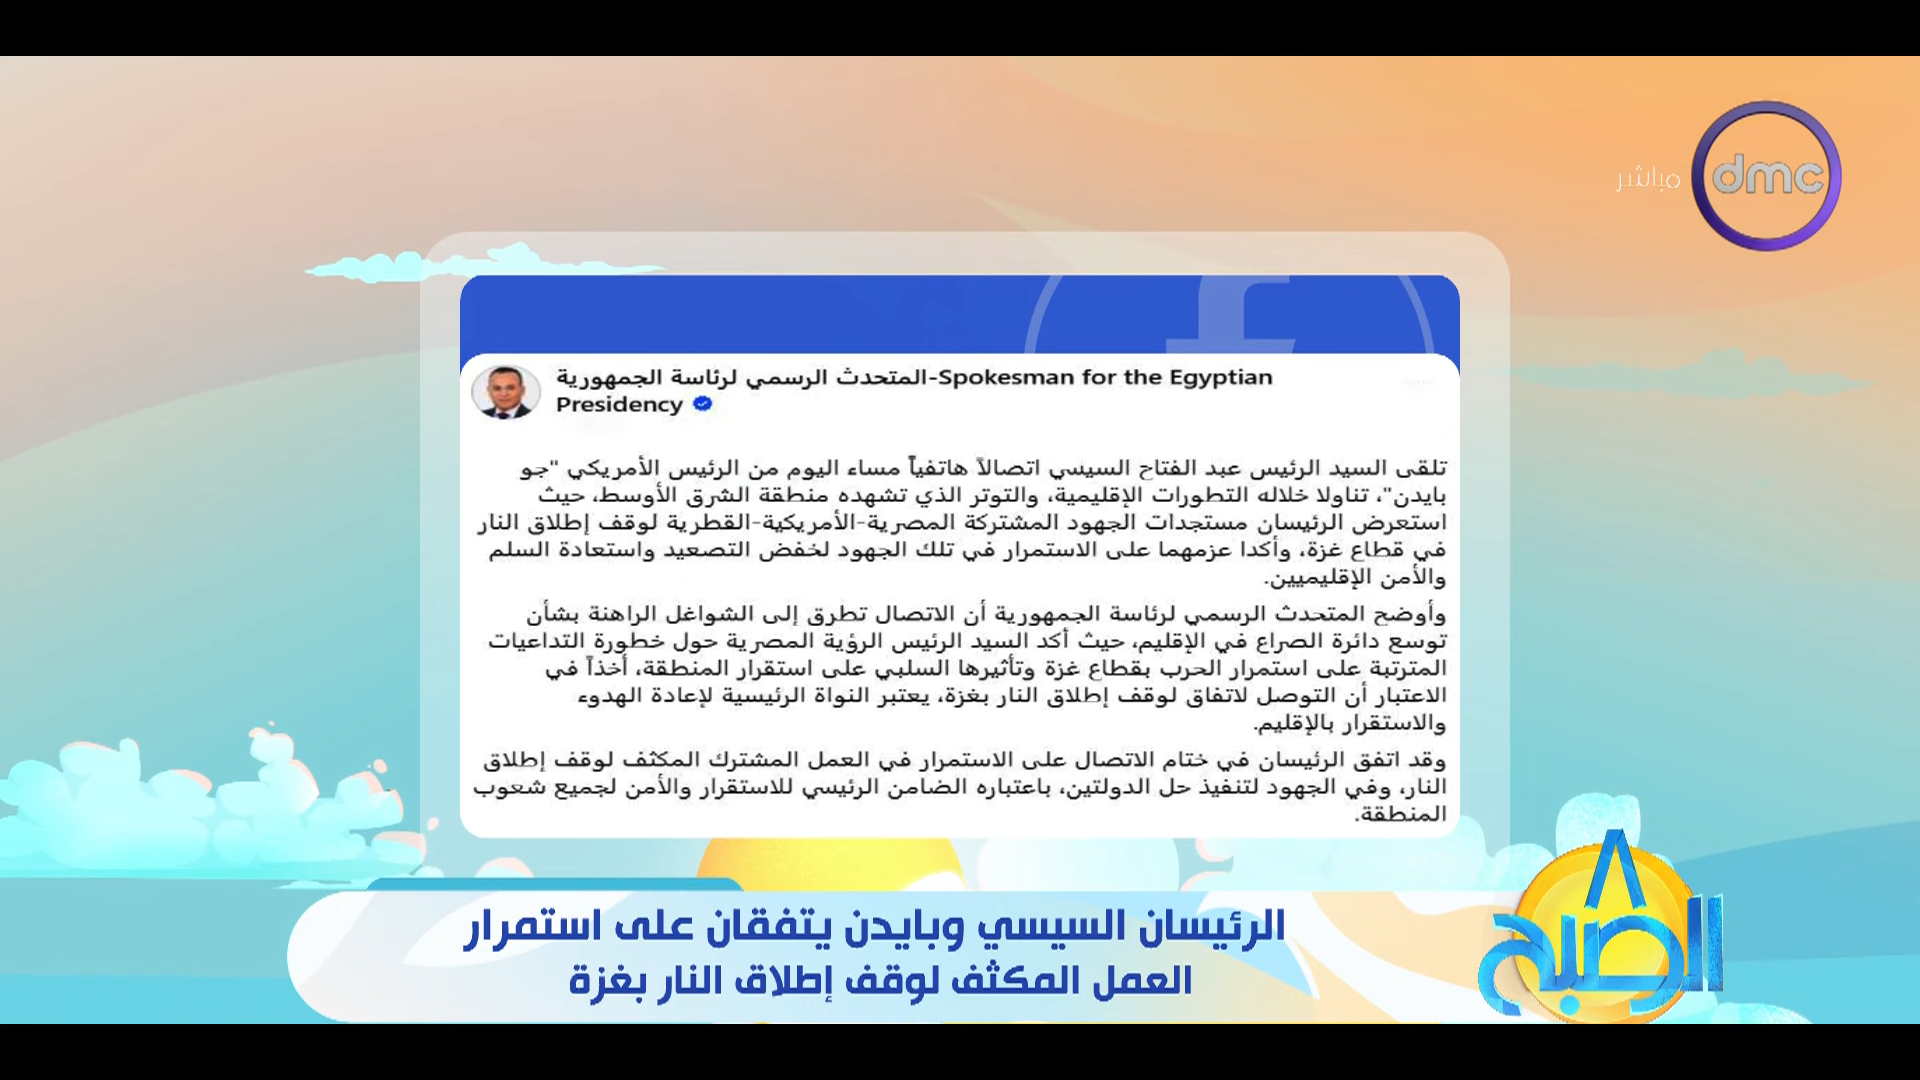 dmc
مباشر
المتحدث الرسمي لرئاسة الجمهورية-Spokesman for the Egyptian
Presidency
تلقى السيد الرئيس عبد الفتاح السيسي اتصالاً هاتفياً مساء اليوم من الرئيس الأمريكي "جو
بايدن"، تناولا خلاله التطورات الإقليمية، والتوتر الذي تشهده منطقة الشرق الأوسط، حيث
استعرض الرئيسان مستجدات الجهود المشتركة المصرية-الأمريكية-القطرية لوقف إطلاق النار
في قطاع غزة، وأكدا عزمهما على الاستمرار في تلك الجهود لخفض التصعيد واستعادة السلم
والأمن الإقليميين.
وأوضح المتحدث الرسمي لرئاسة الجمهورية أن الاتصال تطرق إلى الشواغل الراهنة بشأن
توسع دائرة الصراع في الإقليم، حيث أكد السيد الرئيس الرؤية المصرية حول خطورة التداعيات
المترتبة على استمرار الحرب بقطاع غزة وتأثيرها السلبي على استقرار المنطقة، أخذاً في
الاعتبار أن التوصل لاتفاق لوقف إطلاق النار بغزة، يعتبر النواة الرئيسية لإعادة الهدوء
والاستقرار بالإقليم.
وقد اتفق الرئيسان في ختام الاتصال على الاستمرار في العمل المشترك المكثف لوقف إطلاق
النار، وفي الجهود لتنفيذ حل الدولتين، باعتباره الضامن الرئيسي للاستقرار والأمن لجميع شعوب
المنطقة.
الرئيسان السيسي وبايدن يتفقان على استمرار
العمل المكثف لوقف إطلاق النار بغزة
٨ الصبح